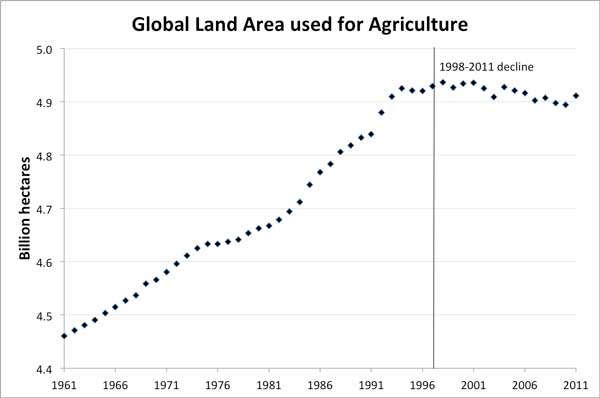 Global Land Area used for Agriculture
5.0
1998-2011 decline
4.9
4.8
4.7
4.6
4.5
4.4
Billion hectares
1961 1966 1971 1976 1981 1986 1991 1996 2001 2006 2011